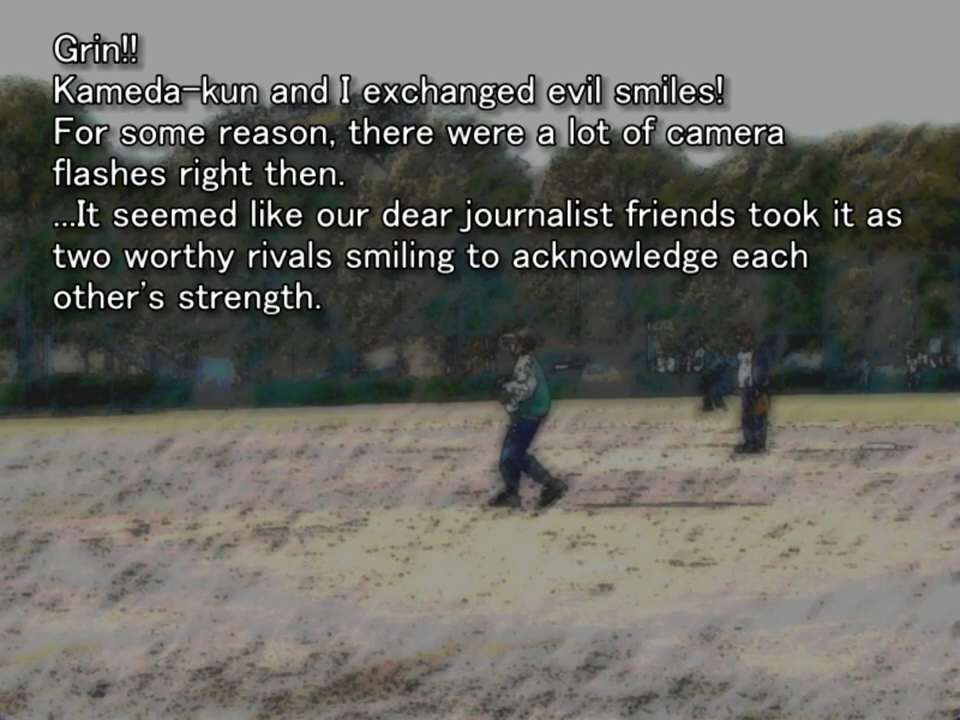 Grin!!
Kameda-kun and I exchanged evil smiles!
For some reason, there were a lot of camera
flashes right then.
...It seemed like our dear journalist friends took it as
two worthy rivals smiling to acknowledge each
other's strength.